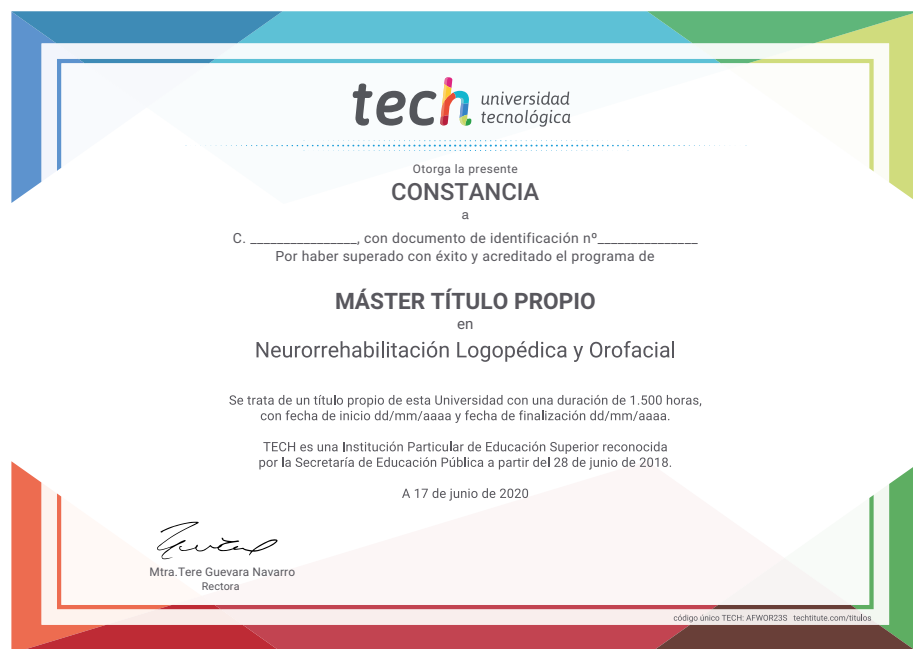 tech universidad
tecnológica
Otorga la presente
CONSTANCIA
a
C. ________________, con documento de identificación nº_______________
Por haber superado con éxito y acreditado el programa de
MÁSTER TÍTULO PROPIO
en
Neurorrehabilitación Logopédica y Orofacial
Se trata de un título propio de esta Universidad con una duración de 1.500 horas,
con fecha de inicio dd/mm/aaaa y fecha de finalización dd/mm/aaaa.
TECH es una Institución Particular de Educación Superior reconocida
por la Secretaría de Educación Pública a partir del 28 de junio de 2018.
A 17 de junio de 2020
Mtra.Tere Guevara Navarro
Rectora
código único TECH: AFWOR23S techtitute.com/titulos